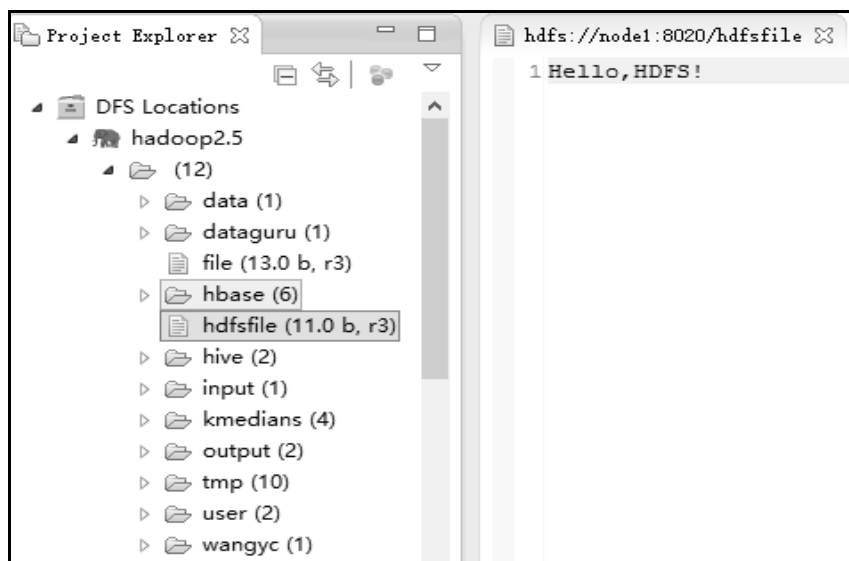 Project Explorer
DFS Locations
hadoop2.5
(12)
data (1)
dataguru (1)
file (13.0 b, r3)
hbase (6)
hdfsfile (11.0 b, r3)
hive (2)
input (1)
kmedians (4)
output (2)
tmp (10)
user (2)
wangyc (1)
hdfs://node1:8020/hdfsfile
1 Hello,HDFS!